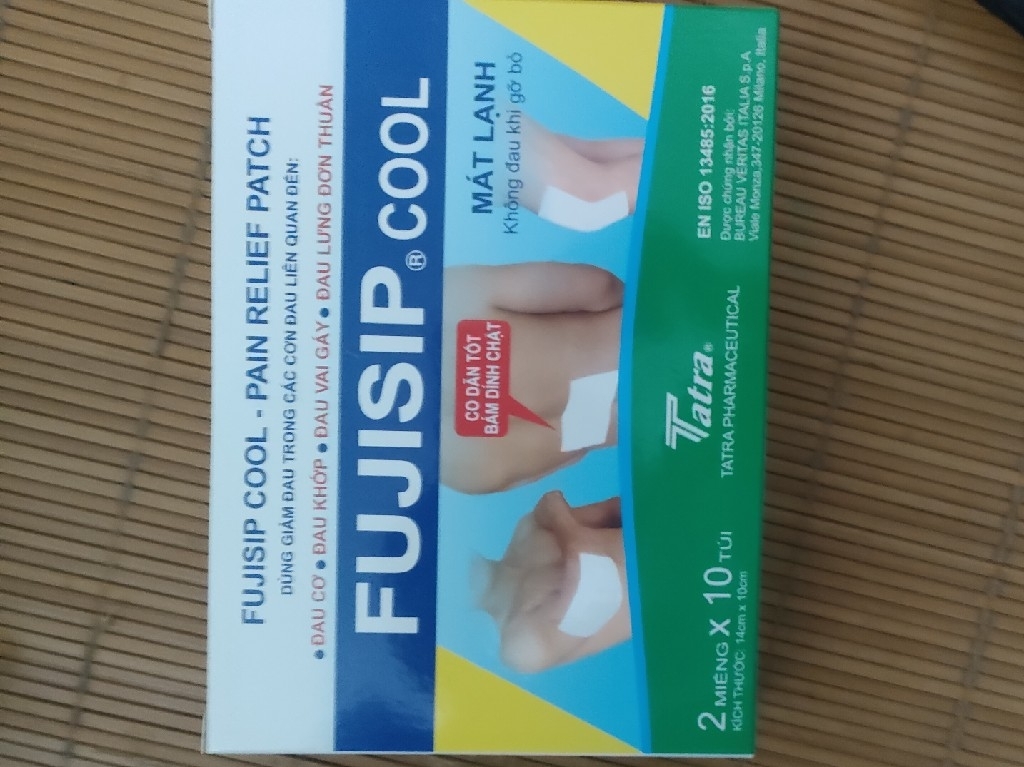 FUJISIP COOL - PAIN RELIEF PATCH
DÙNG GIẢM ĐAU TRONG CÁC CƠN ĐAU LIÊN QUAN ĐẾN:
● ĐAU CƠ ● ĐAU KHỚP ● ĐAU VAI GÁY ● ĐAU LƯNG ĐƠN THUẦN
FUJISIP® COOL
MÁT LẠNH
Không đau khi gỡ bỏ
CO DÃN TỐT
BÁM DÍNH CHẶT
Tatra®
TATRA PHARMACEUTICAL
2 MIẾNG X 10 TÚI
KÍCH THƯỚC: 14cm x 10cm
EN ISO 13485:2016
Được chứng nhận bởi:
BUREAU VERITAS ITALIA S.p.A
Viale Monza,347-20126 Milano, Italia